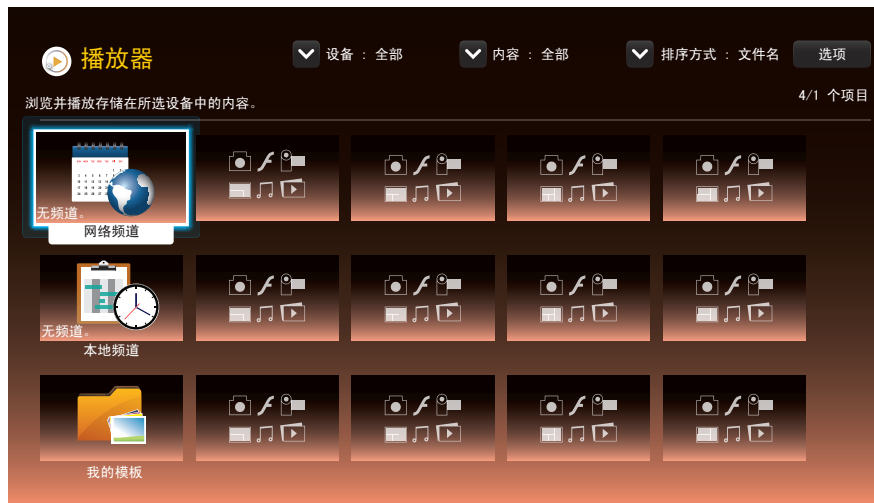 播放器
设备 : 全部
内容 : 全部
排序方式 : 文件名
选项
浏览并播放存储在所选设备中的内容。
4/1 个项目
无频道。
网络频道
无频道。
本地频道
我的模板